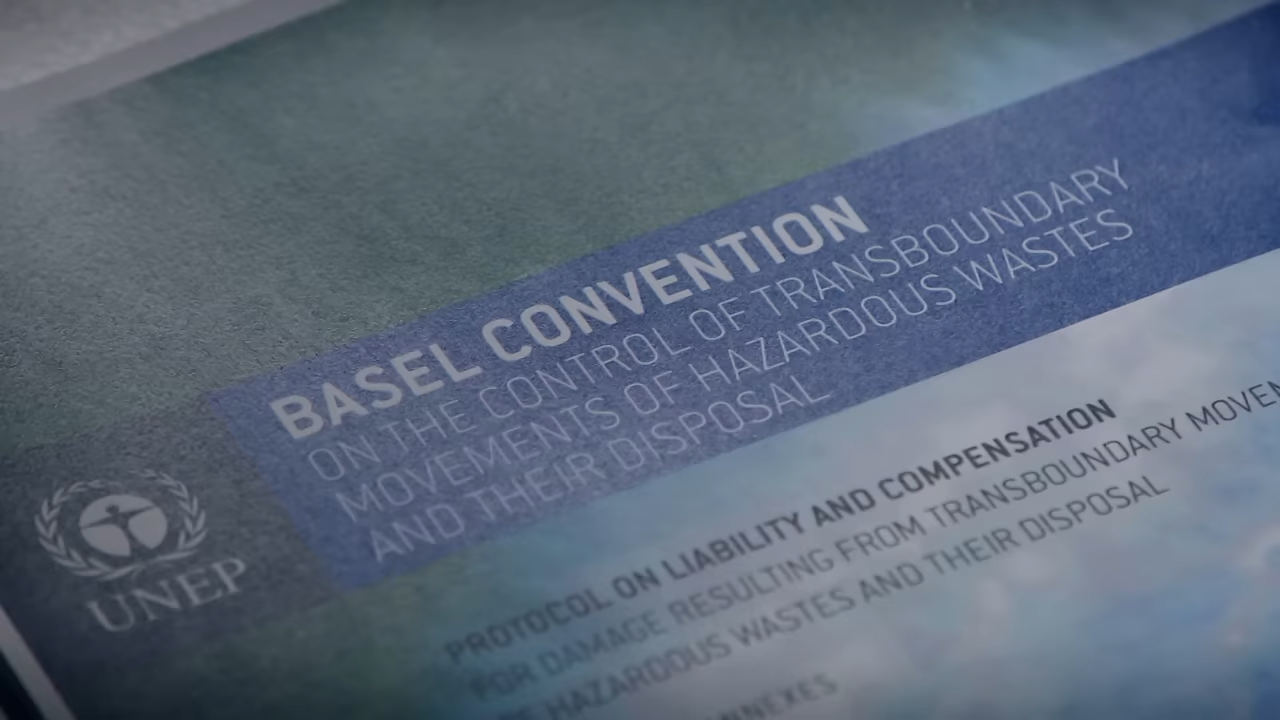 BASEL CONVENTION
ON THE CONTROL OF TRANSBOUNDARY
MOVEMENTS OF HAZARDOUS WASTES
AND THEIR DISPOSAL
UNEP
PROTOCOL ON LIABILITY AND COMPENSATION
FOR DAMAGE RESULTING FROM TRANSBOUNDARY
HAZARDOUS WASTES AND THEIR DISPOSAL